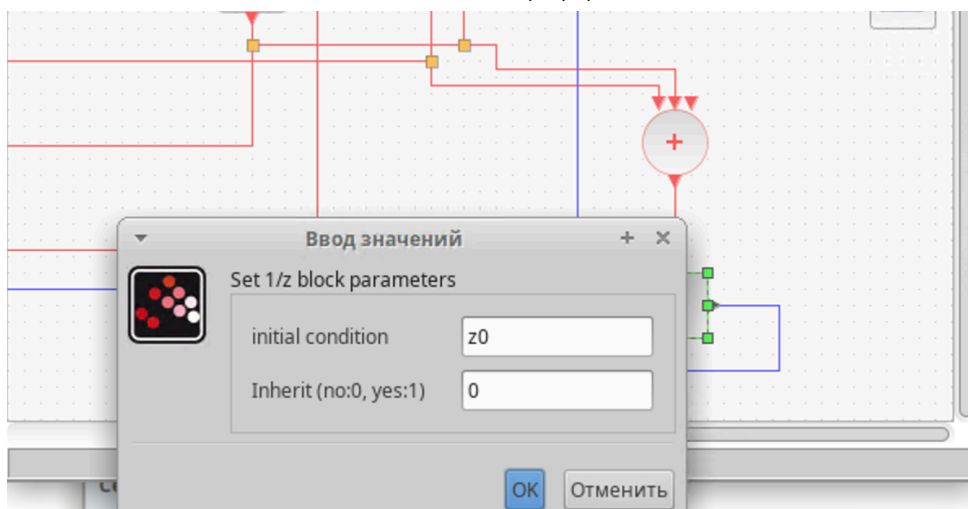 +
Ввод значений
Set 1/z block parameters
initial condition z0
Inherit (no:0, yes:1) 0
OK Отменить